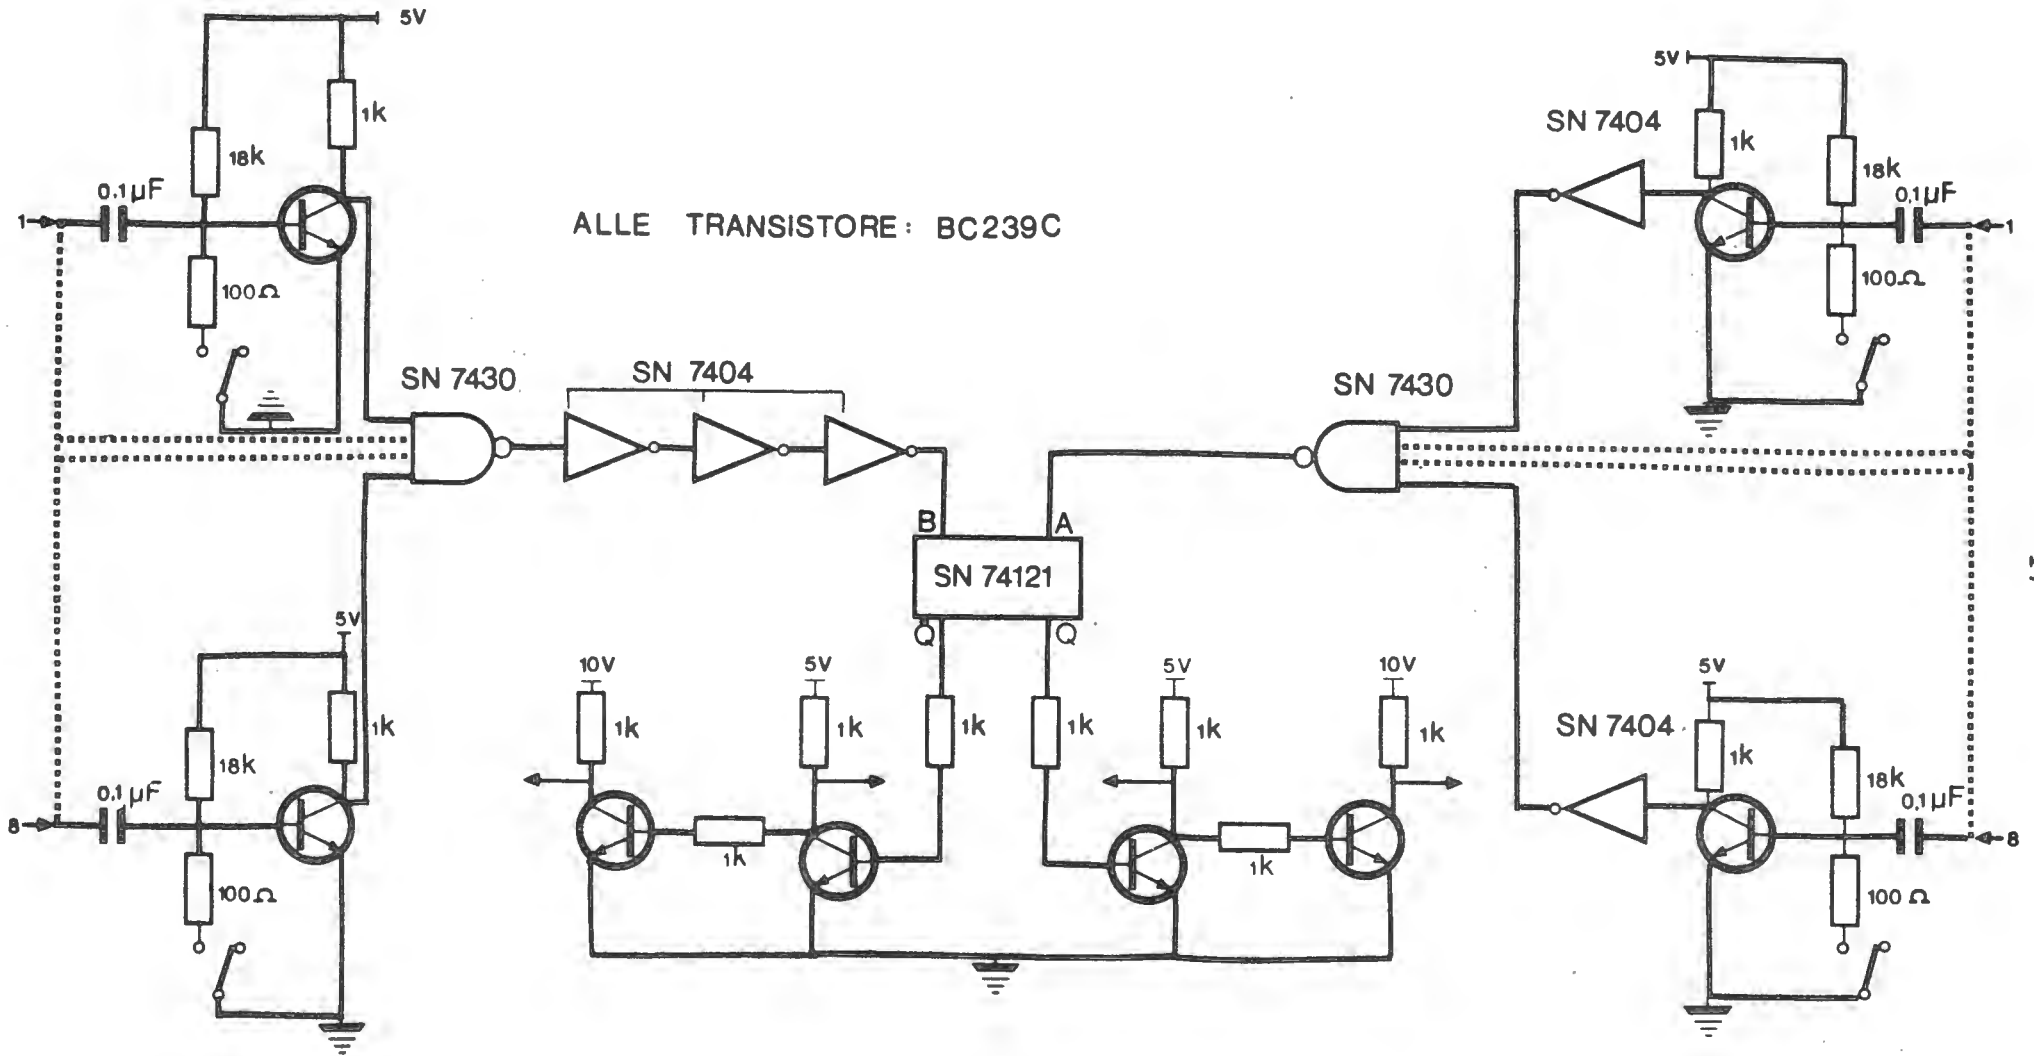 5V
1k
18k
0,1µF
1
100Ω
ALLE TRANSISTORE: BC239C
5V
SN 7404
1k
18k
0,1µF
1
100Ω
SN 7430
SN 7404
SN 7430
B
A
SN 74121
Q̅
Q
5V
1k
18k
0,1µF
8
100Ω
10V
1k
5V
1k
1k
1k
1k
5V
1k
1k
10V
1k
5V
SN 7404
1k
18k
0,1µF
8
100Ω